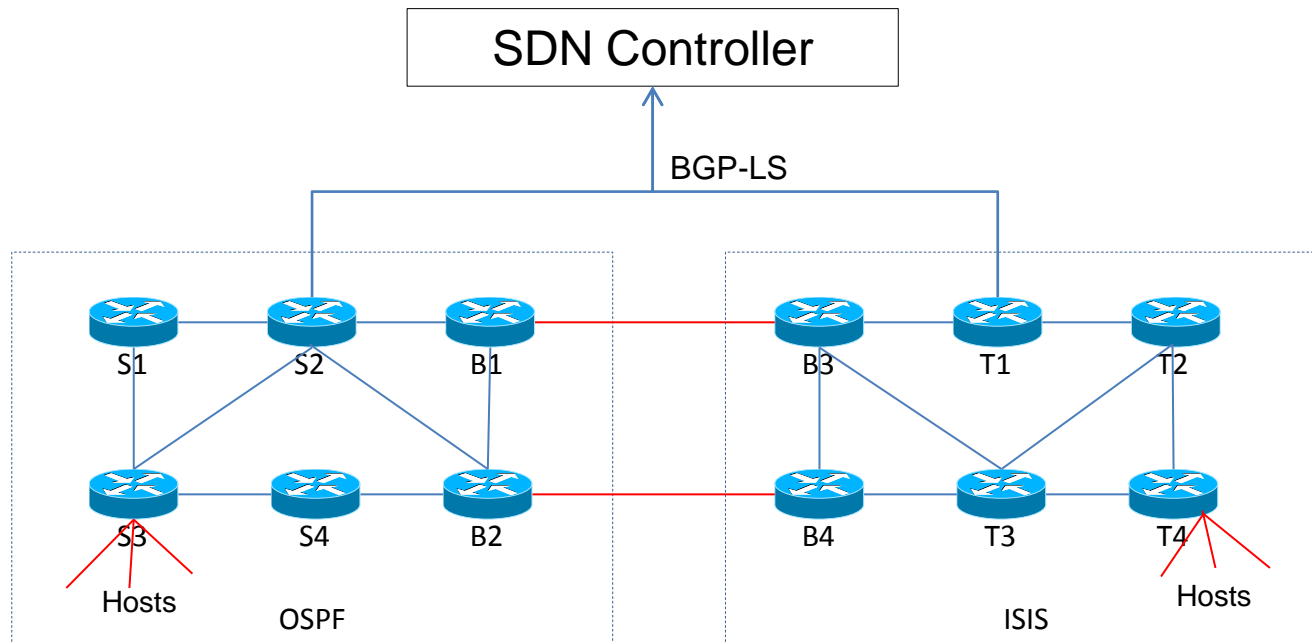 SDN Controller
BGP-LS
S1
S2
B1
B3
T1
T2
S3
S4
B2
B4
T3
T4
Hosts
Hosts
OSPF
ISIS